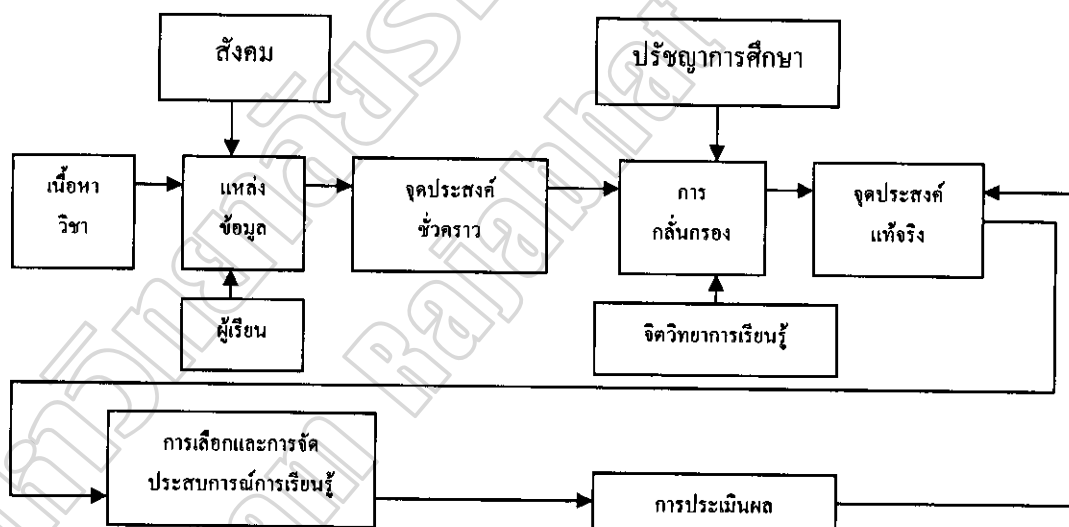 สังคม
ปรัชญาการศึกษา
เนื้อหา
วิชา
แหล่ง
ข้อมูล
จุดประสงค์
ชั่วคราว
การ
กลั่นกรอง
จุดประสงค์
แท้จริง
ผู้เรียน
จิตวิทยาการเรียนรู้
การเลือกและการจัด
ประสบการณ์การเรียนรู้
การประเมินผล
Rajabhat